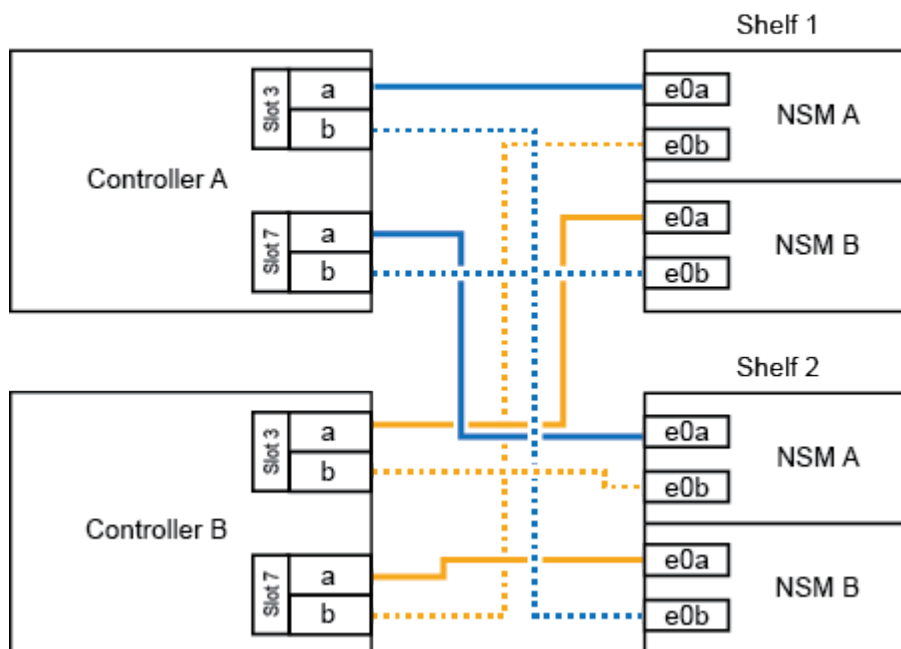 Shelf 1
Slot 3
a
b
Controller A
Slot 7
a
b
e0a
e0b
NSM A
e0a
e0b
NSM B
Shelf 2
Slot 3
a
b
Controller B
Slot 7
a
b
e0a
e0b
NSM A
e0a
e0b
NSM B